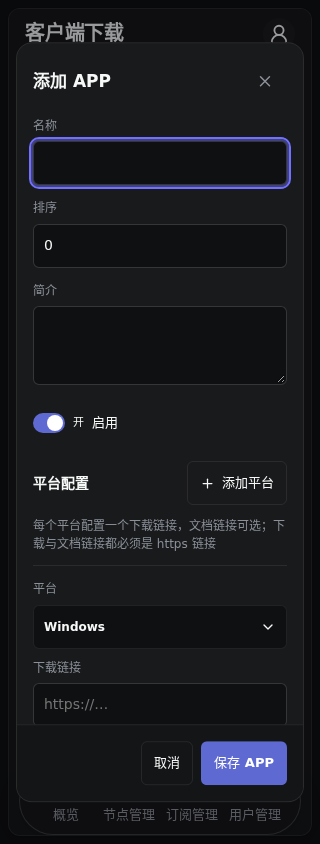 客户端下载
添加 APP
名称
排序
0
简介
开 启用
平台配置
+ 添加平台
每个平台配置一个下载链接，文档链接可选；下
载与文档链接都必须是 https 链接
平台
Windows
下载链接
https://...
取消
保存 APP
概览 节点管理 订阅管理 用户管理